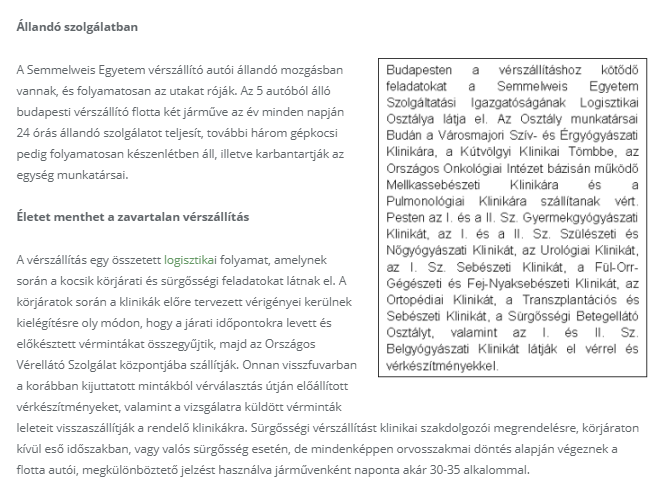 Állandó szolgálatban
A Semmelweis Egyetem vérszállító autói állandó mozgásban
vannak, és folyamatosan az utakat róják. Az 5 autóból álló
budapesti vérszállító flotta két járműve az év minden napján
24 órás állandó szolgálatot teljesít, további három gépkocsi
pedig folyamatosan készenlétben áll, illetve karbantartják az
egység munkatársai.
Életet menthet a zavartalan vérszállítás
A vérszállítás egy összetett logisztikai folyamat, amelynek
során a kocsik körjárati és sürgősségi feladatokat látnak el. A
körjáratok során a klinikák előre tervezett vérigényei kerülnek
kielégítésre oly módon, hogy a járati időpontokra levett és
előkésztett vérmintákat összegyűjtik, majd az Országos
Vérellátó Szolgálat központjába szállítják. Onnan visszfuvarban
a korábban kijuttatott mintákból vérválasztás útján előállított
vérkészítményeket, valamint a vizsgálatra küldött vérminták
leleteit visszaszállítják a rendelő klinikákra. Sürgősségi vérszállítást klinikai szakdolgozói megrendelésre, körjáraton
kívül eső időszakban, vagy valós sürgősség esetén, de mindenképpen orvosszakmai döntés alapján végeznek a
flotta autói, megkülönböztető jelzést használva járművenként naponta akár 30-35 alkalommal.
Budapesten a vérszállításhoz kötődő
feladatokat a Semmelweis Egyetem
Szolgáltatási Igazgatóságának Logisztikai
Osztálya látja el. Az Osztály munkatársai
Budán a Városmajori Szív- és Érgyógyászati
Klinikára, a Kútvölgyi Klinikai Tömbbe, az
Országos Onkológiai Intézet bázisán működő
Mellkassebészeti Klinikára és a
Pulmonológiai Klinikára szállítanak vért.
Pesten az I. és a II. Sz. Gyermekgyógyászati
Klinikát, az I. és a II. Sz. Szülészeti és
Nőgyógyászati Klinikát, az Urológiai Klinikát,
az I. Sz. Sebészeti Klinikát, a Fül-Orr-
Gégészeti és Fej-Nyaksebészeti Klinikát, az
Ortopédiai Klinikát, a Transzplantációs és
Sebészeti Klinikát, a Sürgősségi Betegellátó
Osztályt, valamint az I. és II. Sz.
Belgyógyászati Klinikát látják el vérrel és
vérkészítményekkel.